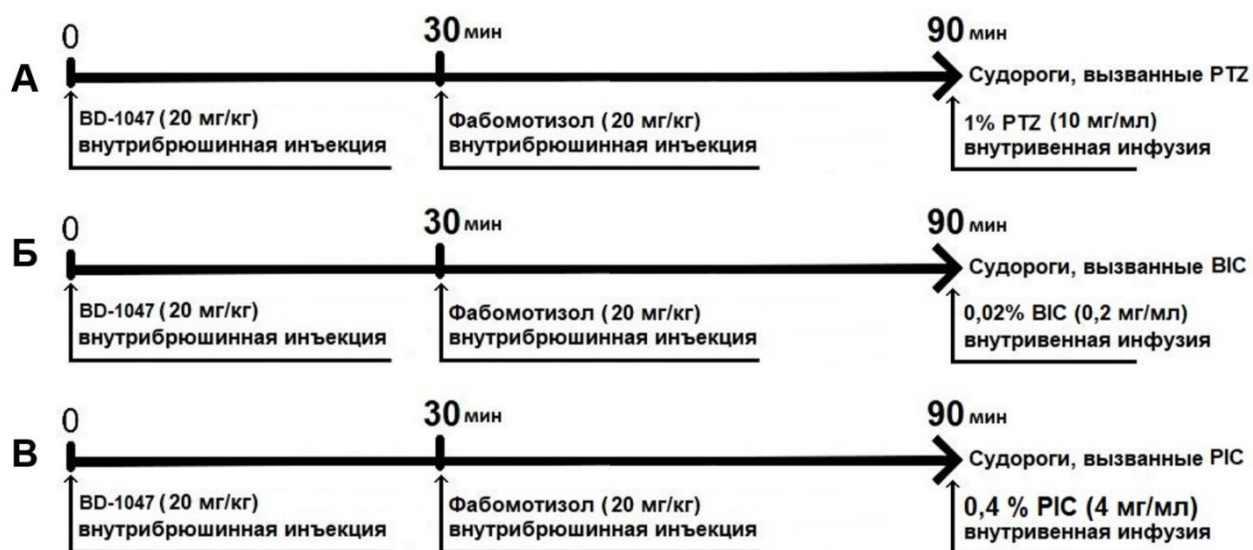 0 30 мин 90 мин
А Судороги, вызванные PTZ
BD-1047 (20 мг/кг) Фабомотизол (20 мг/кг) 1% PTZ (10 мг/мл)
внутрибрюшинная инъекция внутрибрюшинная инъекция внутривенная инфузия
0 30 мин 90 мин
Б Судороги, вызванные BIC
BD-1047 (20 мг/кг) Фабомотизол (20 мг/кг) 0,02% BIC (0,2 мг/мл)
внутрибрюшинная инъекция внутрибрюшинная инъекция внутривенная инфузия
0 30 мин 90 мин
В Судороги, вызванные PIC
BD-1047 (20 мг/кг) Фабомотизол (20 мг/кг) 0,4 % PIC (4 мг/мл)
внутрибрюшинная инъекция внутрибрюшинная инъекция внутривенная инфузия